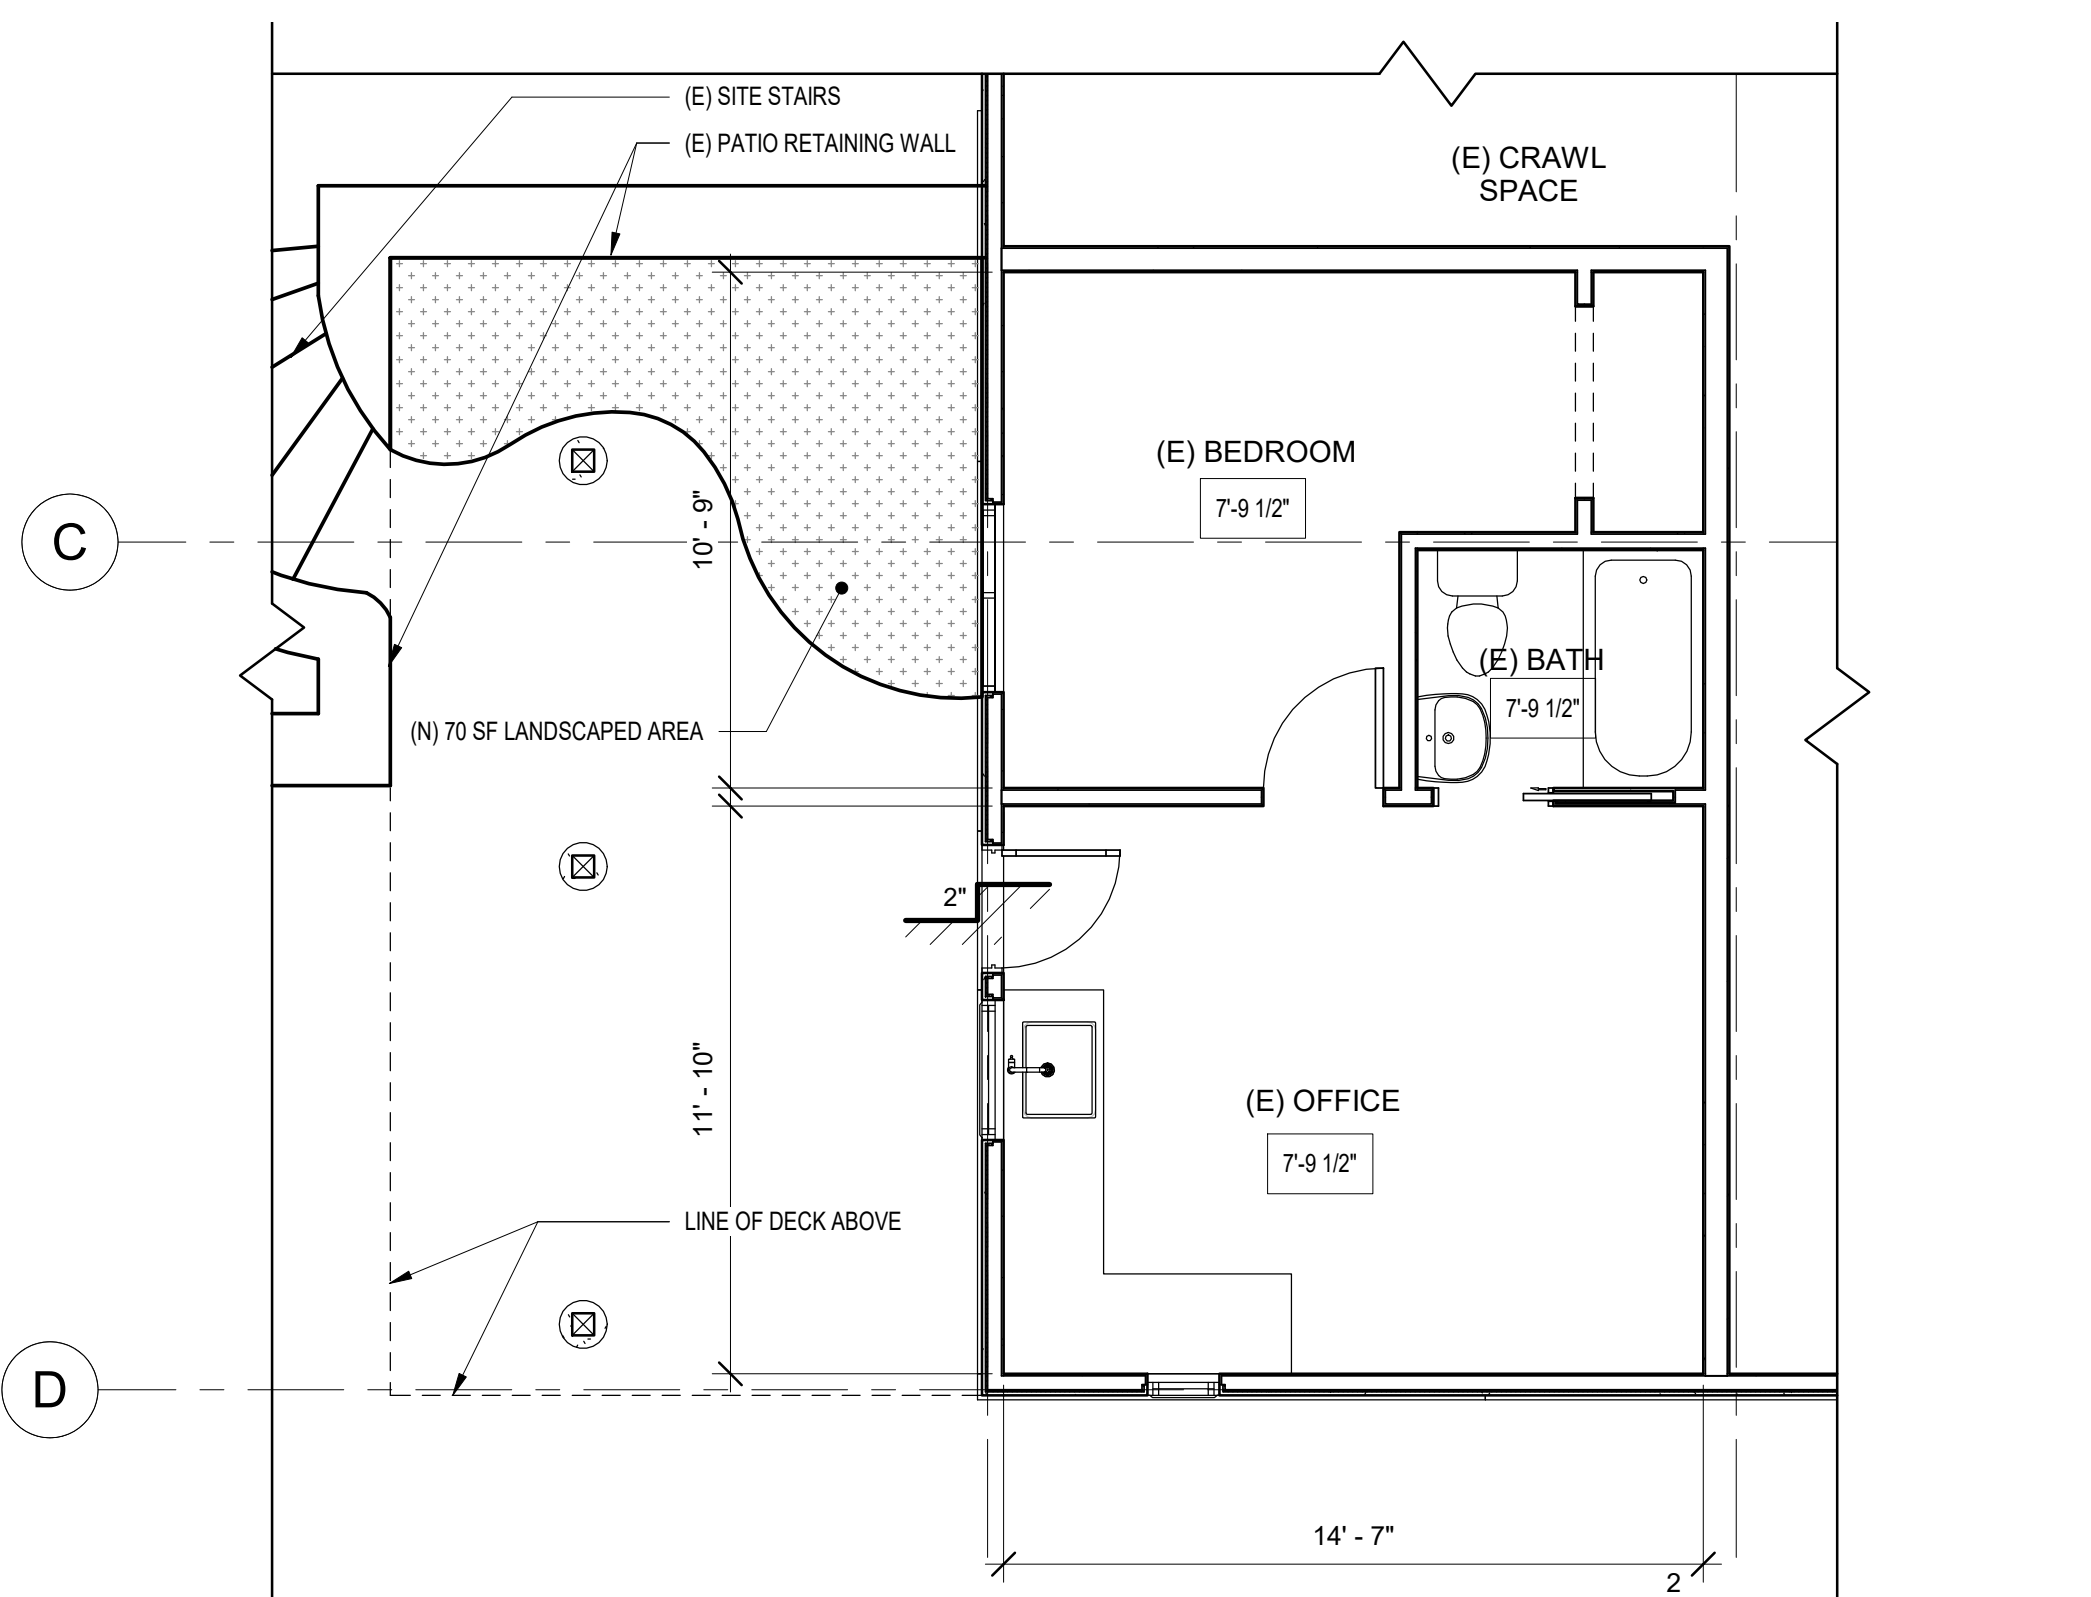 (E) SITE STAIRS
(E) PATIO RETAINING WALL
(E) CRAWL
SPACE
(E) BEDROOM
7'-9 1/2"
C
10' - 9"
(E) BATH
7'-9 1/2"
(N) 70 SF LANDSCAPED AREA
2"
11' - 10"
(E) OFFICE
7'-9 1/2"
LINE OF DECK ABOVE
D
14' - 7"
2